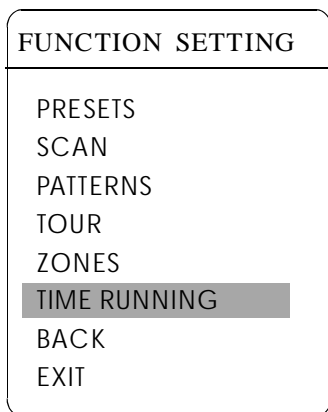 FUNCTION SETTING
PRESETS
SCAN
PATTERNS
TOUR
ZONES
TIME RUNNING
BACK
EXIT